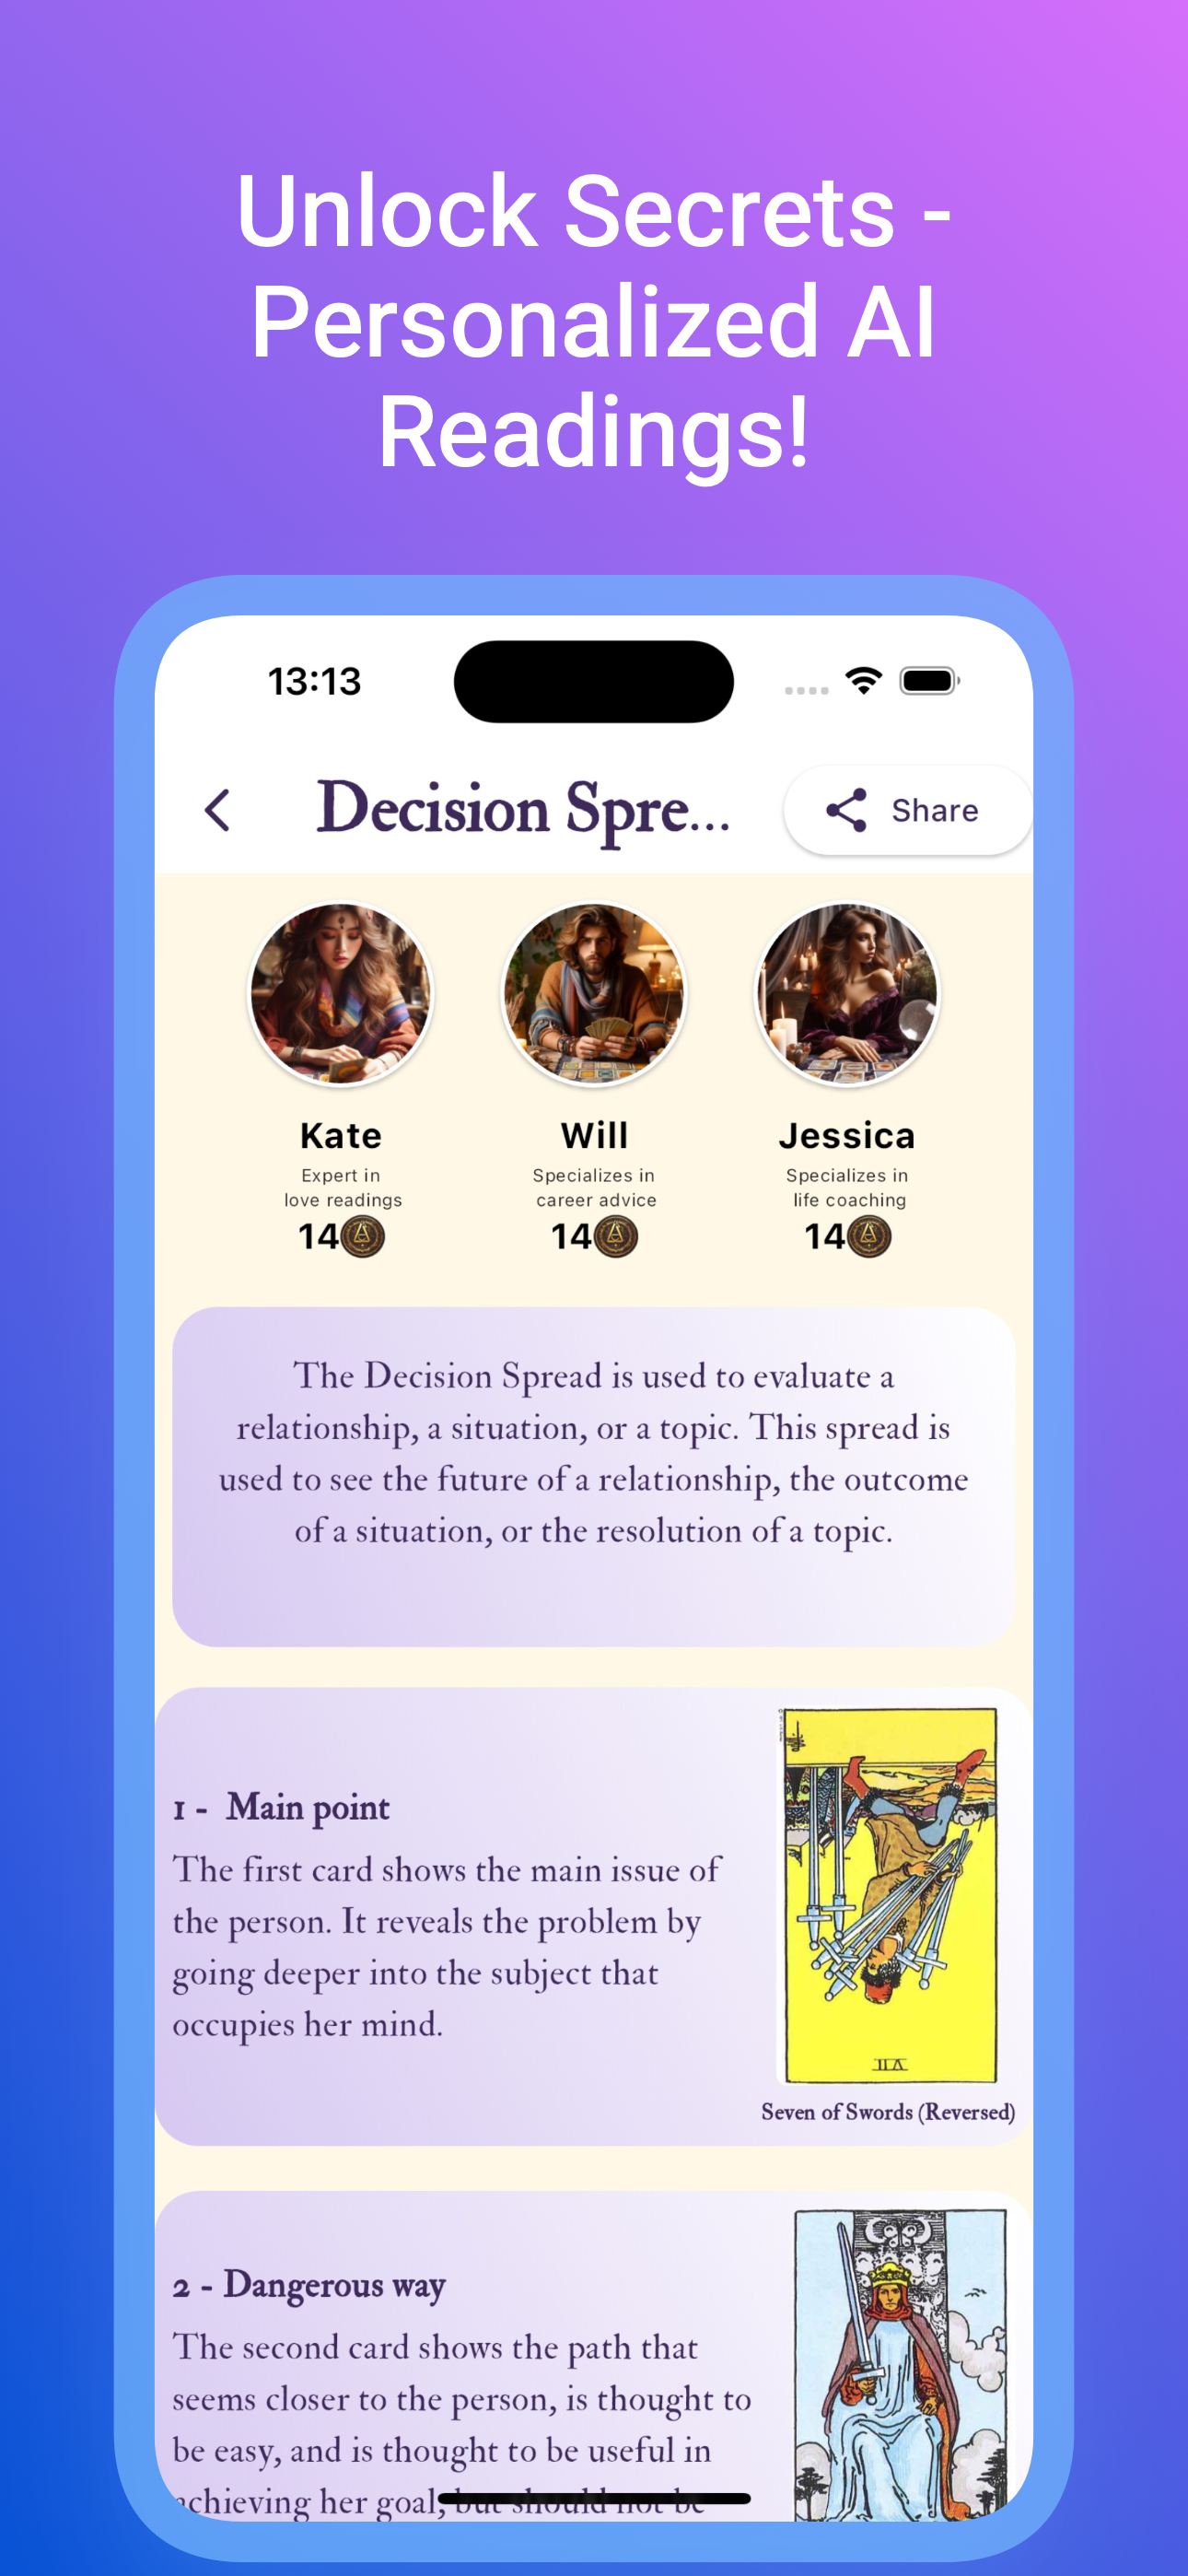 Unlock Secrets -
Personalized AI
Readings!
13:13
Decision Spre...
Share
Kate
Will
Jessica
Expert in
love readings
Specializes in
career advice
Specializes in
life coaching
14
14
14
The Decision Spread is used to evaluate a
relationship, a situation, or a topic. This spread is
used to see the future of a relationship, the outcome
of a situation, or the resolution of a topic.
1 - Main point
The first card shows the main issue of
the person. It reveals the problem by
going deeper into the subject that
occupies her mind.
VII
Seven of Swords (Reversed)
2 - Dangerous way
The second card shows the path that
seems closer to the person, is thought to
be easy, and is thought to be useful in
achieving her goal, but should not be